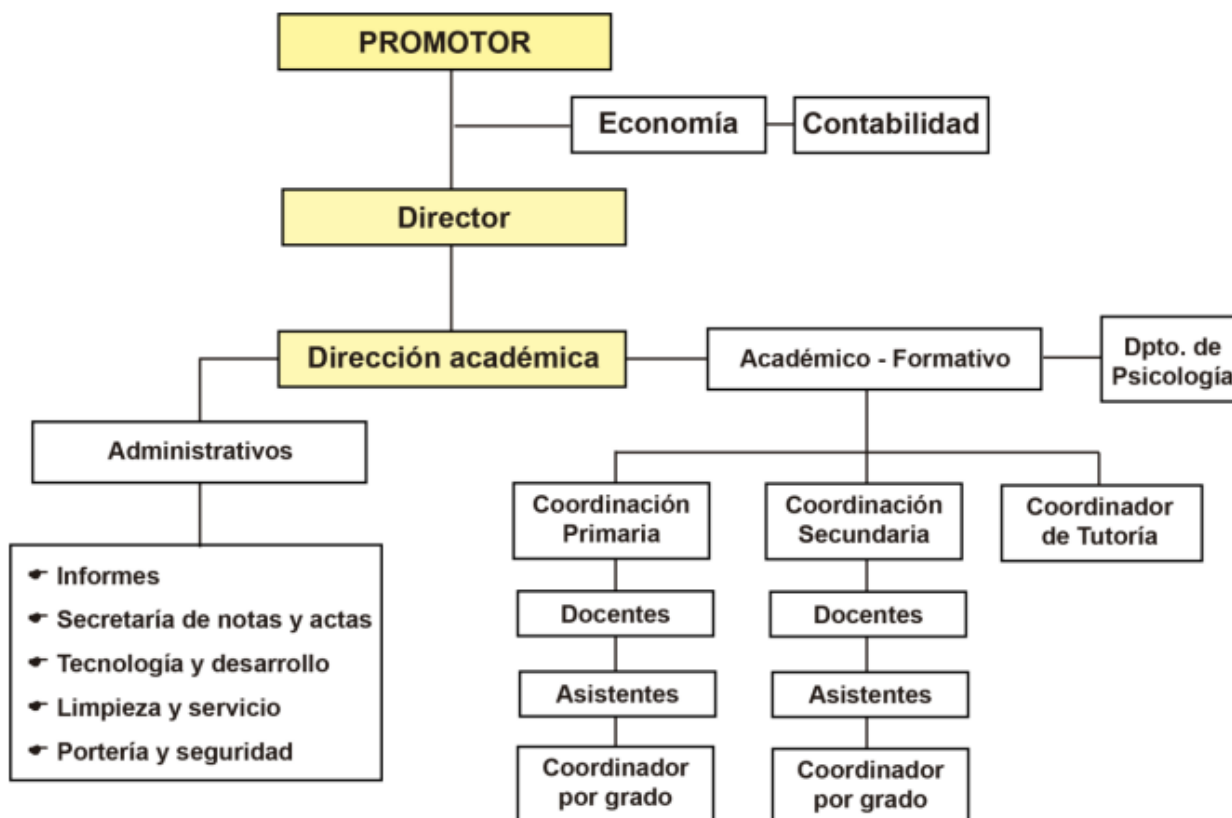 PROMOTOR
Economía
Contabilidad
Director
Dirección académica
Académico - Formativo
Dpto. de
Psicología
Administrativos
Coordinación
Primaria
Coordinación
Secundaria
Coordinador
de Tutoría
Informes
Secretaría de notas y actas
Tecnología y desarrollo
Limpieza y servicio
Portería y seguridad
Docentes
Docentes
Asistentes
Asistentes
Coordinador
por grado
Coordinador
por grado